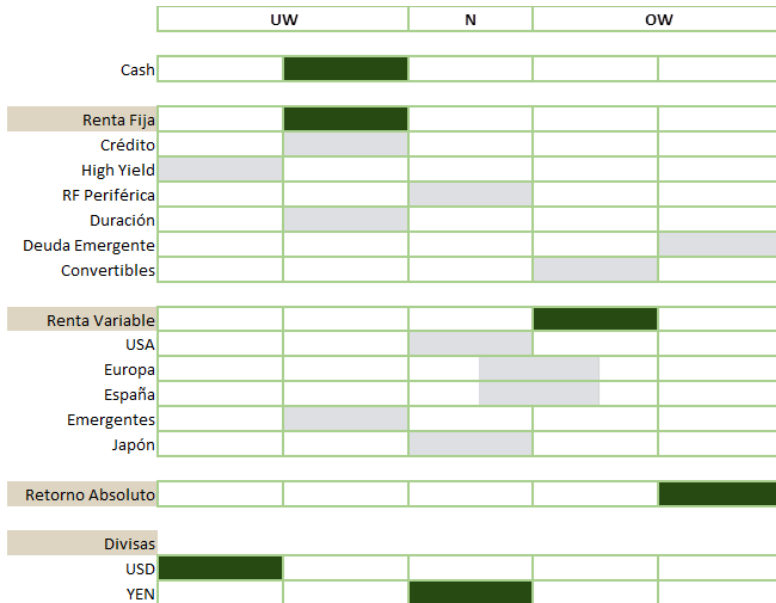 UW N OW
Cash
Renta Fija
Crédito
High Yield
RF Periférica
Duración
Deuda Emergente
Convertibles
Renta Variable
USA
Europa
España
Emergentes
Japón
Retorno Absoluto
Divisas
USD
YEN